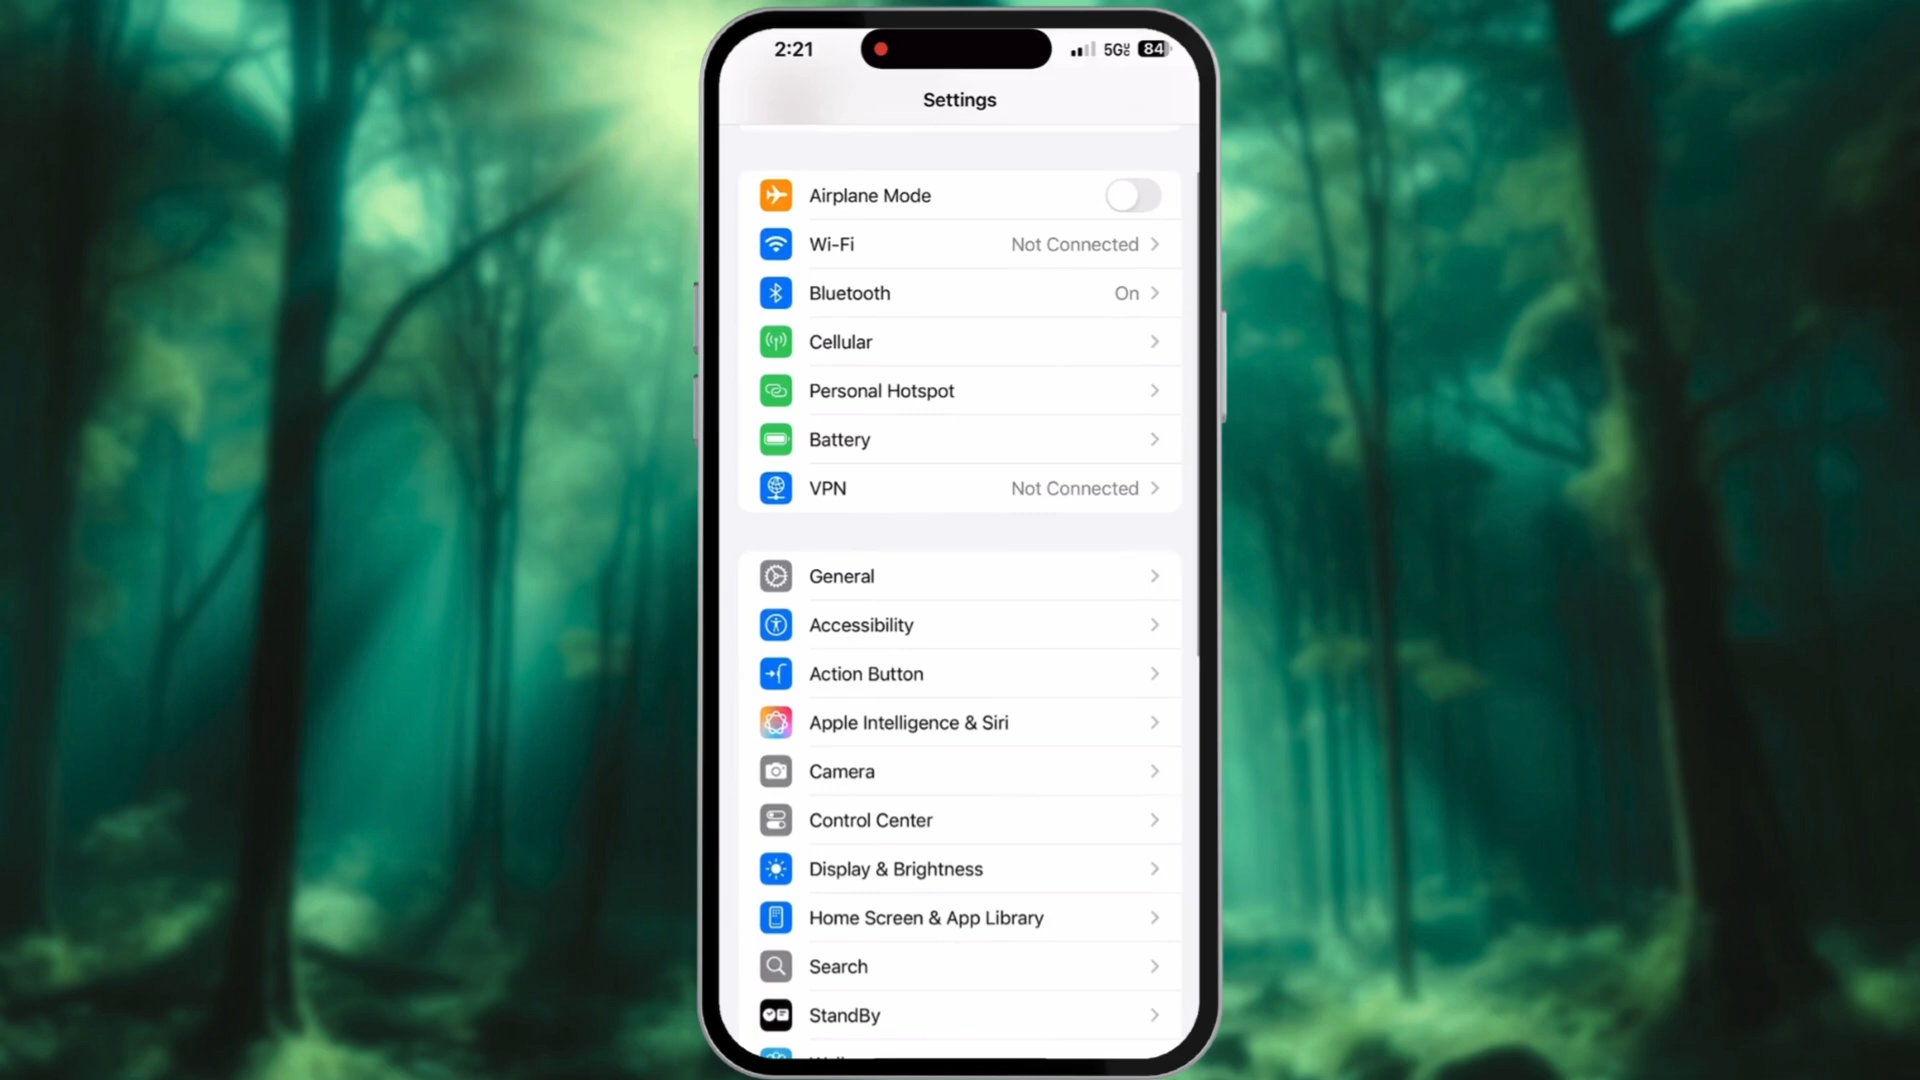 2:21
5G 84
Settings
Airplane Mode
Wi-Fi Not Connected
Bluetooth On
Cellular
Personal Hotspot
Battery
VPN Not Connected
General
Accessibility
Action Button
Apple Intelligence & Siri
Camera
Control Center
Display & Brightness
Home Screen & App Library
Search
StandBy